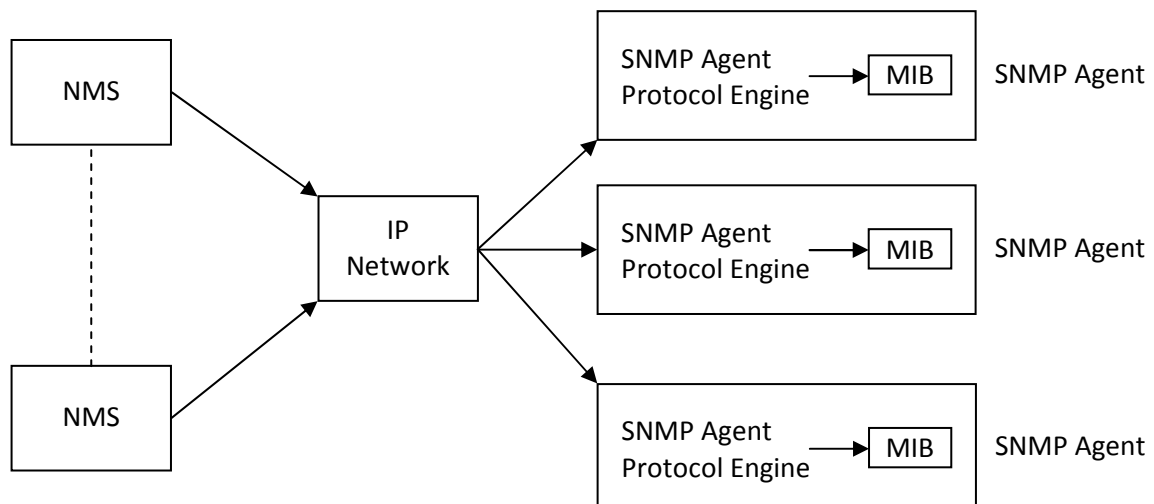 NMS
NMS
IP
Network
SNMP Agent
Protocol Engine
MIB
SNMP Agent
SNMP Agent
Protocol Engine
MIB
SNMP Agent
SNMP Agent
Protocol Engine
MIB
SNMP Agent